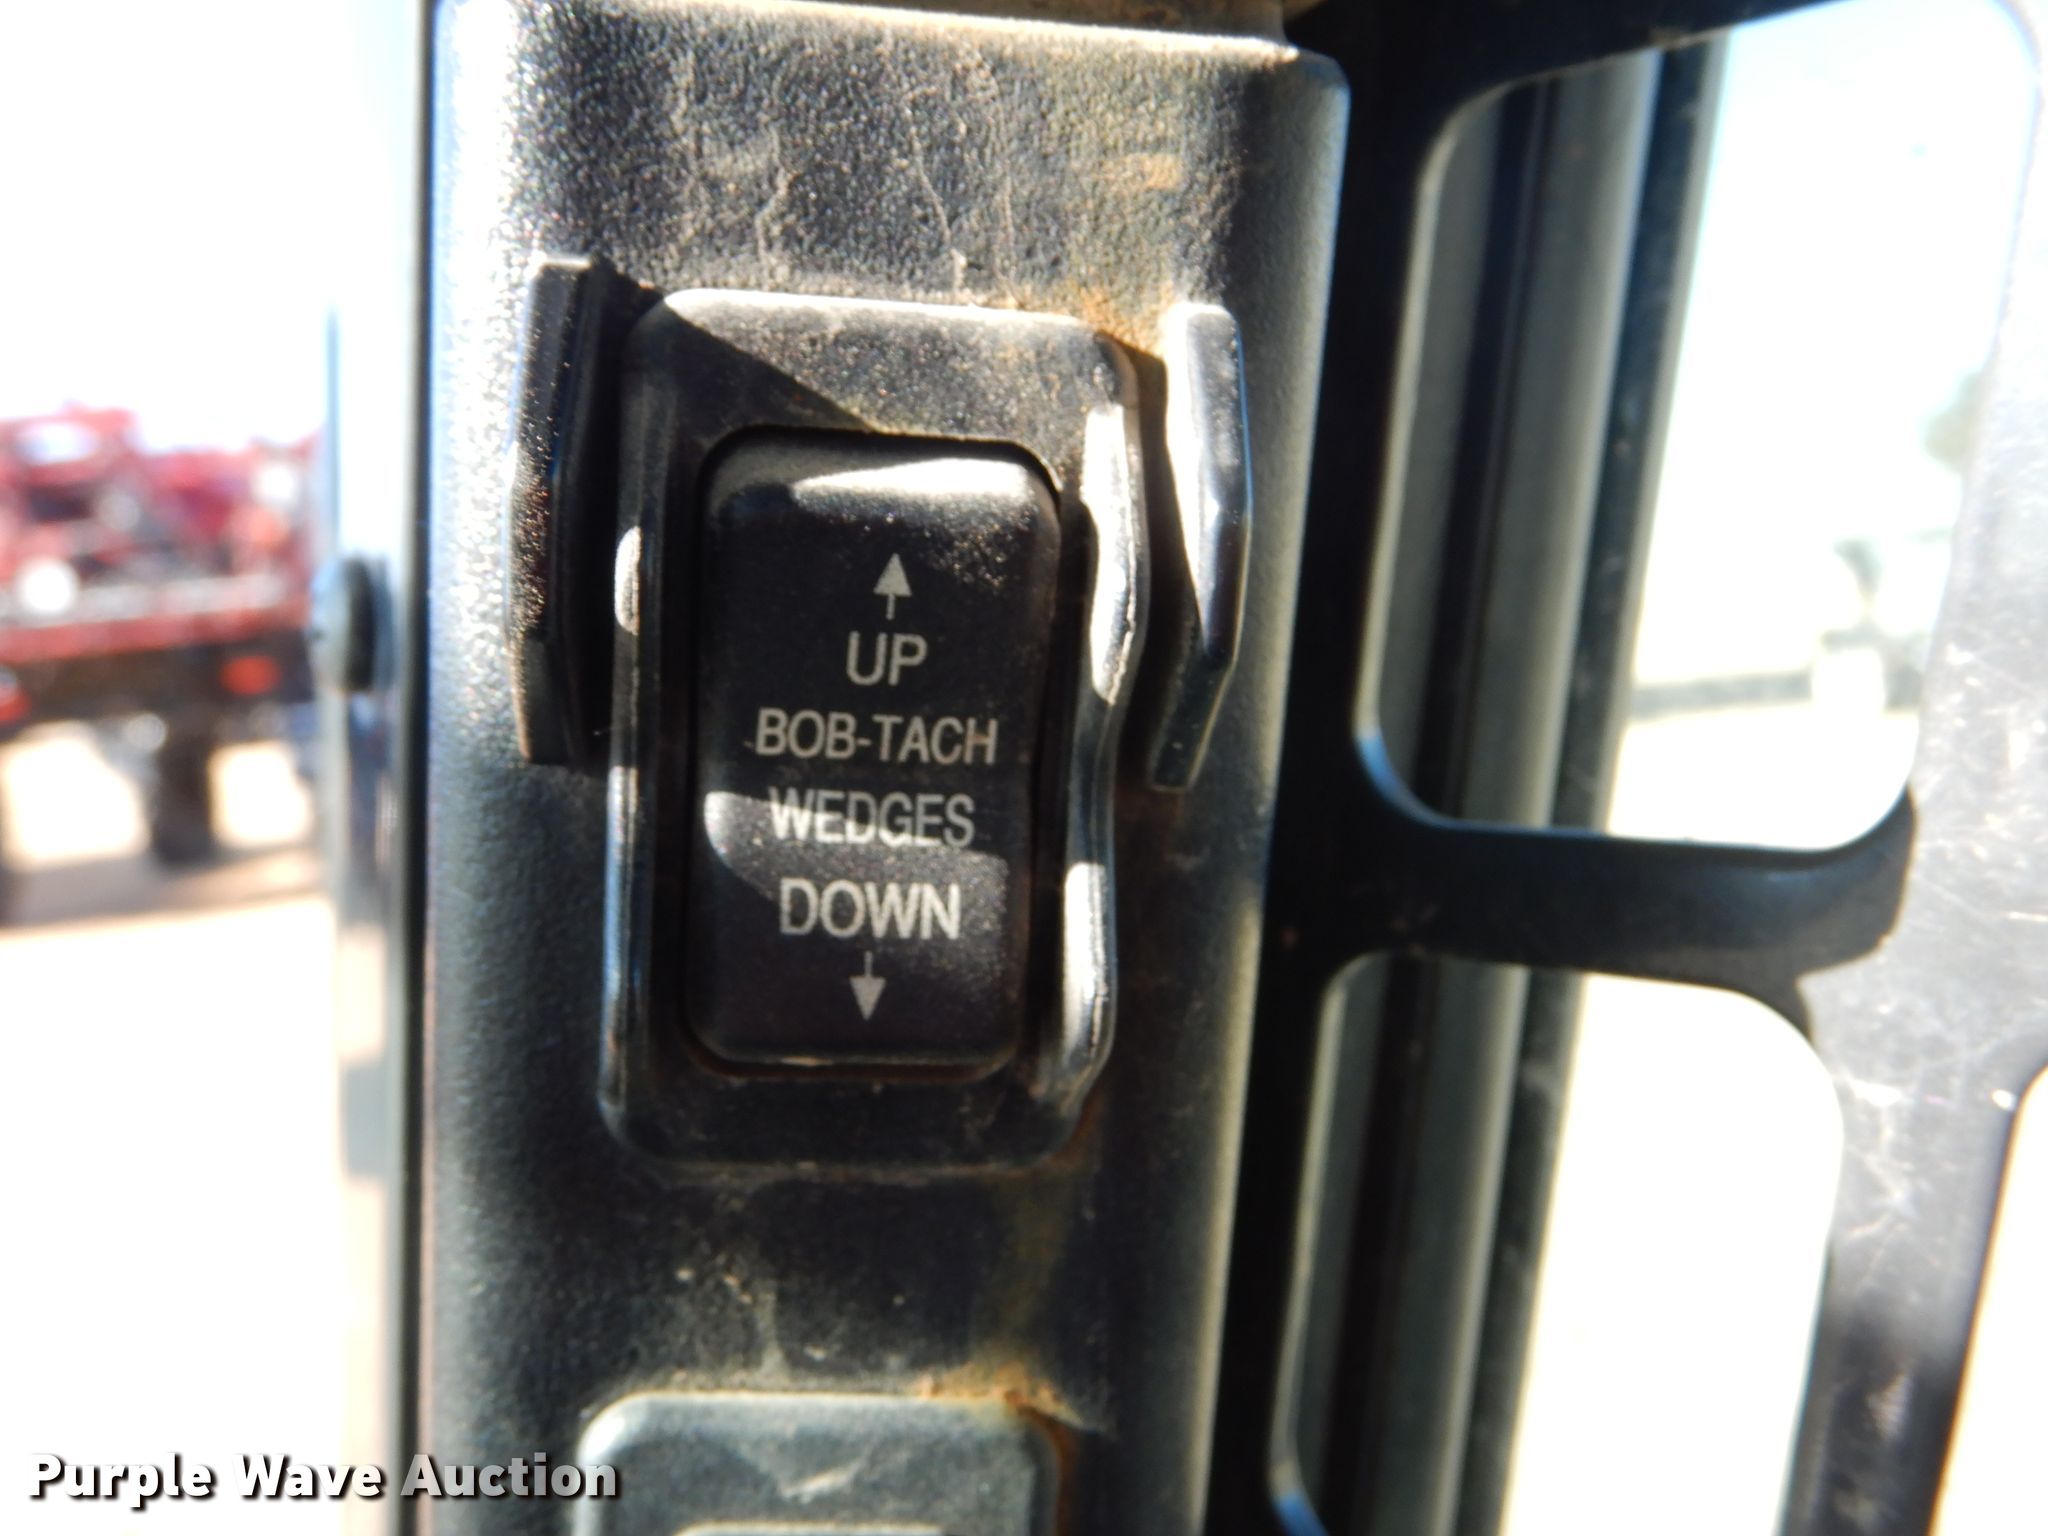 UP
BOB-TACH
WEDGES
DOWN
Purple Wave Auction